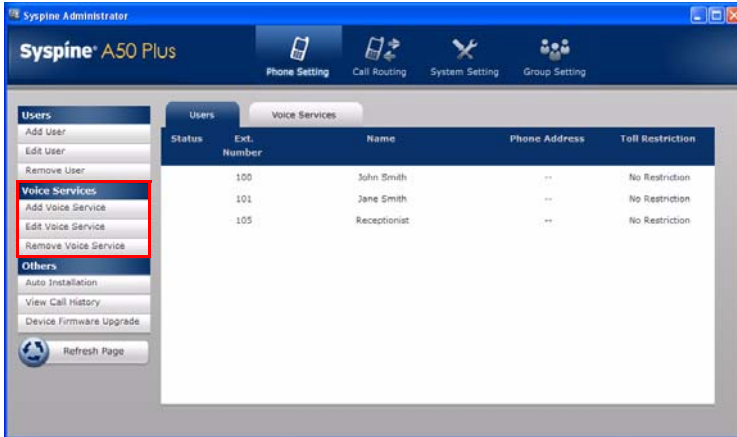 Syspine Administrator
Syspine® A50 Plus
Phone Setting
Call Routing
System Setting
Group Setting
Users
Add User
Edit User
Remove User
Voice Services
Add Voice Service
Edit Voice Service
Remove Voice Service
Others
Auto Installation
View Call History
Device Firmware Upgrade
Refresh Page
Users
Voice Services
Status Ext. Number Name Phone Address Toll Restriction
100 John Smith -- No Restriction
101 Jane Smith -- No Restriction
105 Receptionist -- No Restriction